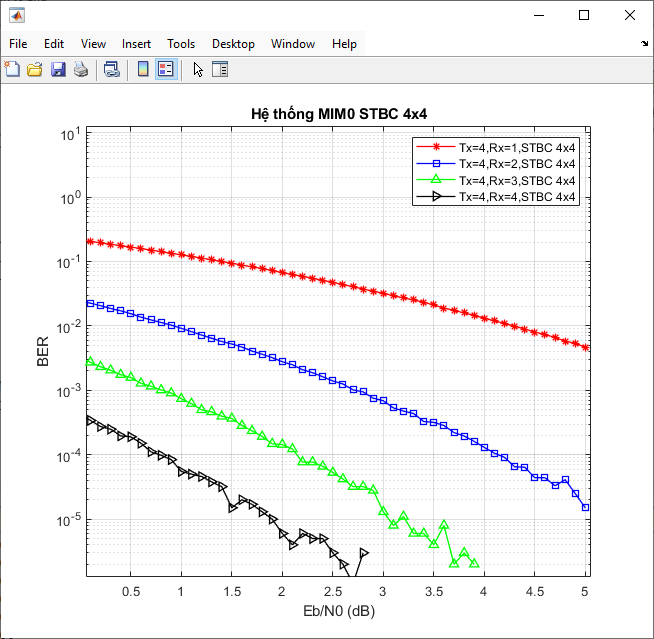 File Edit View Insert Tools Desktop Window Help
Hệ thống MIM0 STBC 4x4
Tx=4,Rx=1,STBC 4x4
Tx=4,Rx=2,STBC 4x4
Tx=4,Rx=3,STBC 4x4
Tx=4,Rx=4,STBC 4x4
BER
10^1
10^0
10^-1
10^-2
10^-3
10^-4
10^-5
0.5 1 1.5 2 2.5 3 3.5 4 4.5 5
Eb/N0 (dB)